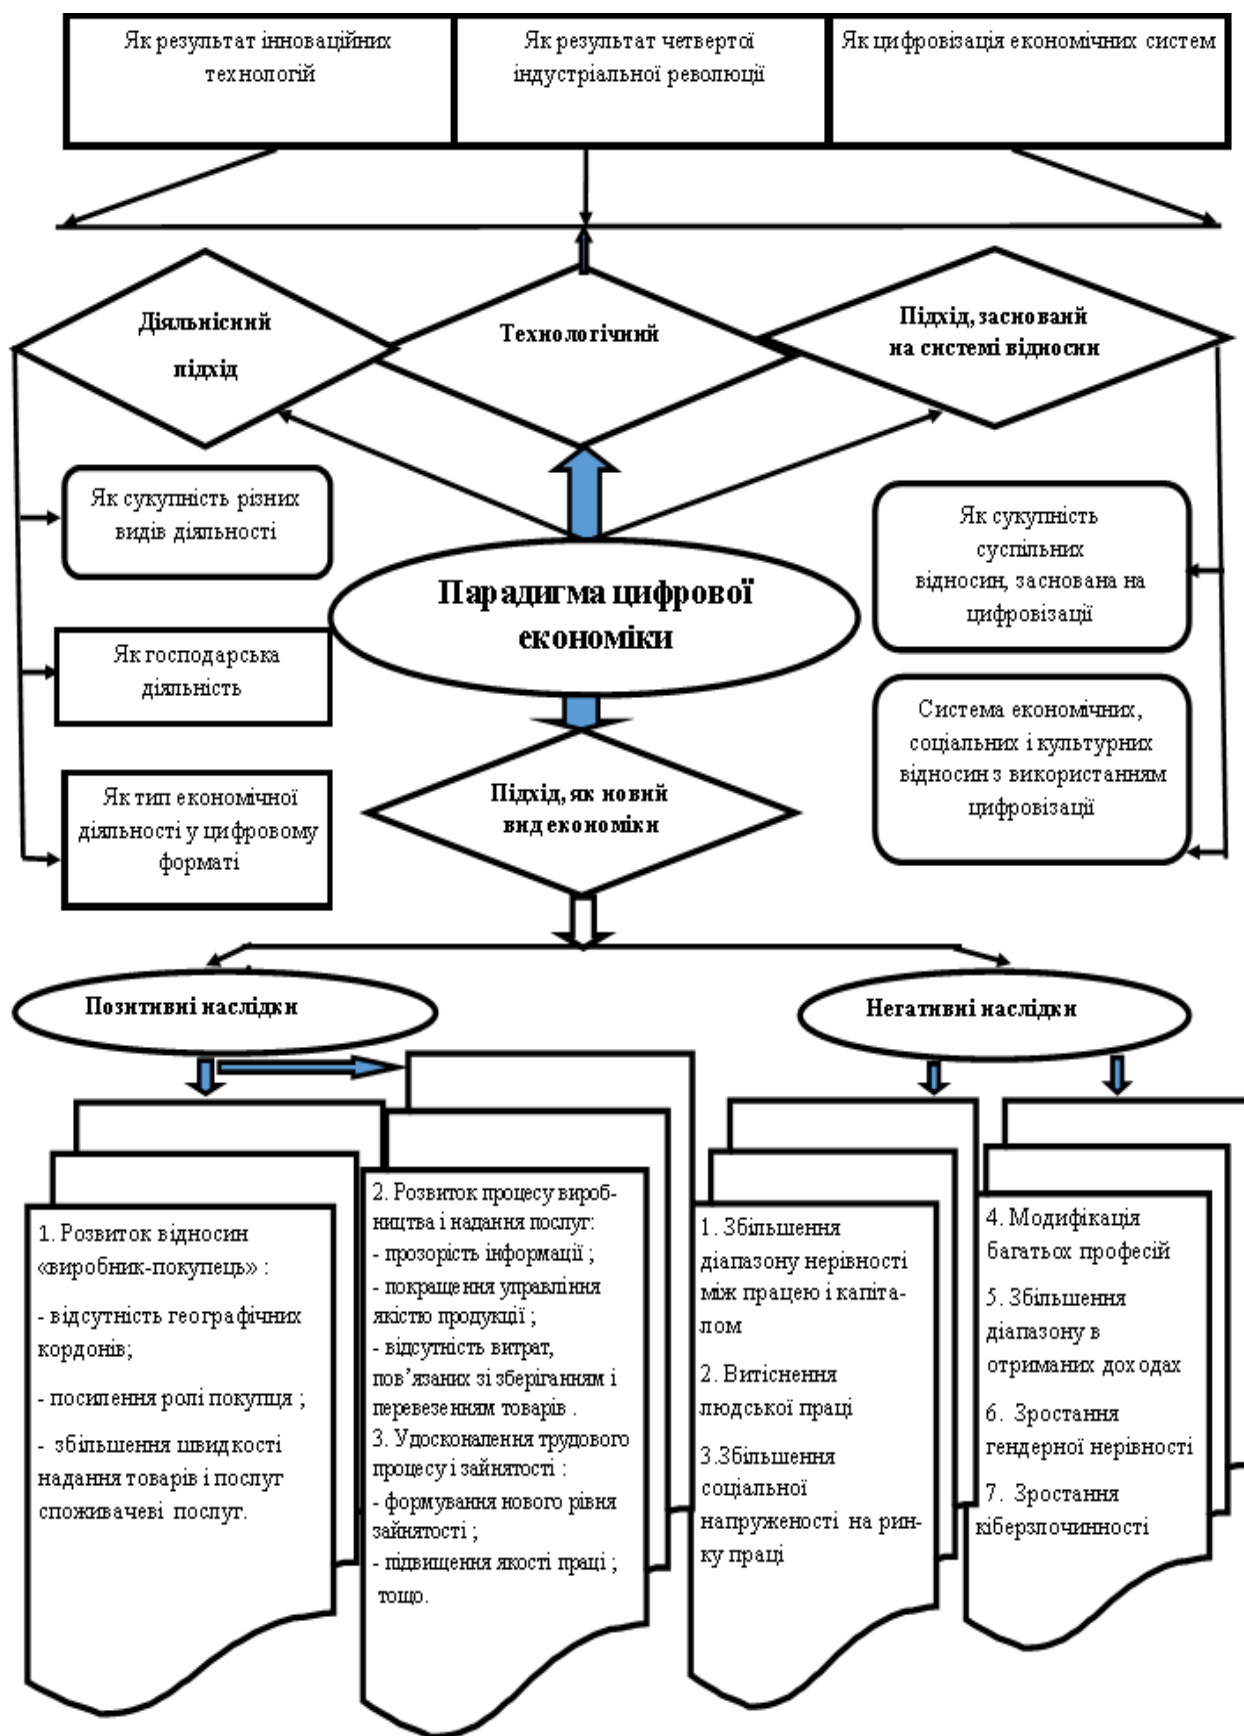 Як результат інноваційних
технологій
Як результат четвертої
індустріальної революції
Як цифровізація економічних систем
Діяльнісний
підхід
Технологічний
Підхід, заснований
на системі відносин
Як сукупність різних
видів діяльності
Як господарська
діяльність
Як тип економічної
діяльності у цифровому
форматі
Парадигма цифрової
економіки
Як сукупність
суспільних
відносин, заснована на
цифровізації
Система економічних,
соціальних і культурних
відносин з використанням
цифровізації
Підхід, як новий
вид економіки
Позитивні наслідки
Негативні наслідки
1. Розвиток відносин
«виробник-покупець» :
- відсутність географічних
кордонів;
- посилення ролі покупця ;
- збільшення швидкості
надання товарів і послуг
споживачеві послуг.
2. Розвиток процесу вироб-
ництва і надання послуг:
- прозорість інформації ;
- покращення управління
якістю продукції ;
- відсутність витрат,
пов’язаних зі зберіганням і
перевезенням товарів .
3. Удосконалення трудового
процесу і зайнятості :
- формування нового рівня
зайнятості ;
- підвищення якості праці ;
тощо.
1. Збільшення
діапазону нерівності
між працею і капіта-
лом
2. Витіснення
людської праці
3.Збільшення
соціальної
напруженості на рин-
ку праці
4. Модифікація
багатьох професій
5. Збільшення
діапазону в
отриманих доходах
6. Зростання
гендерної нерівності
7. Зростання
кіберзлочинності